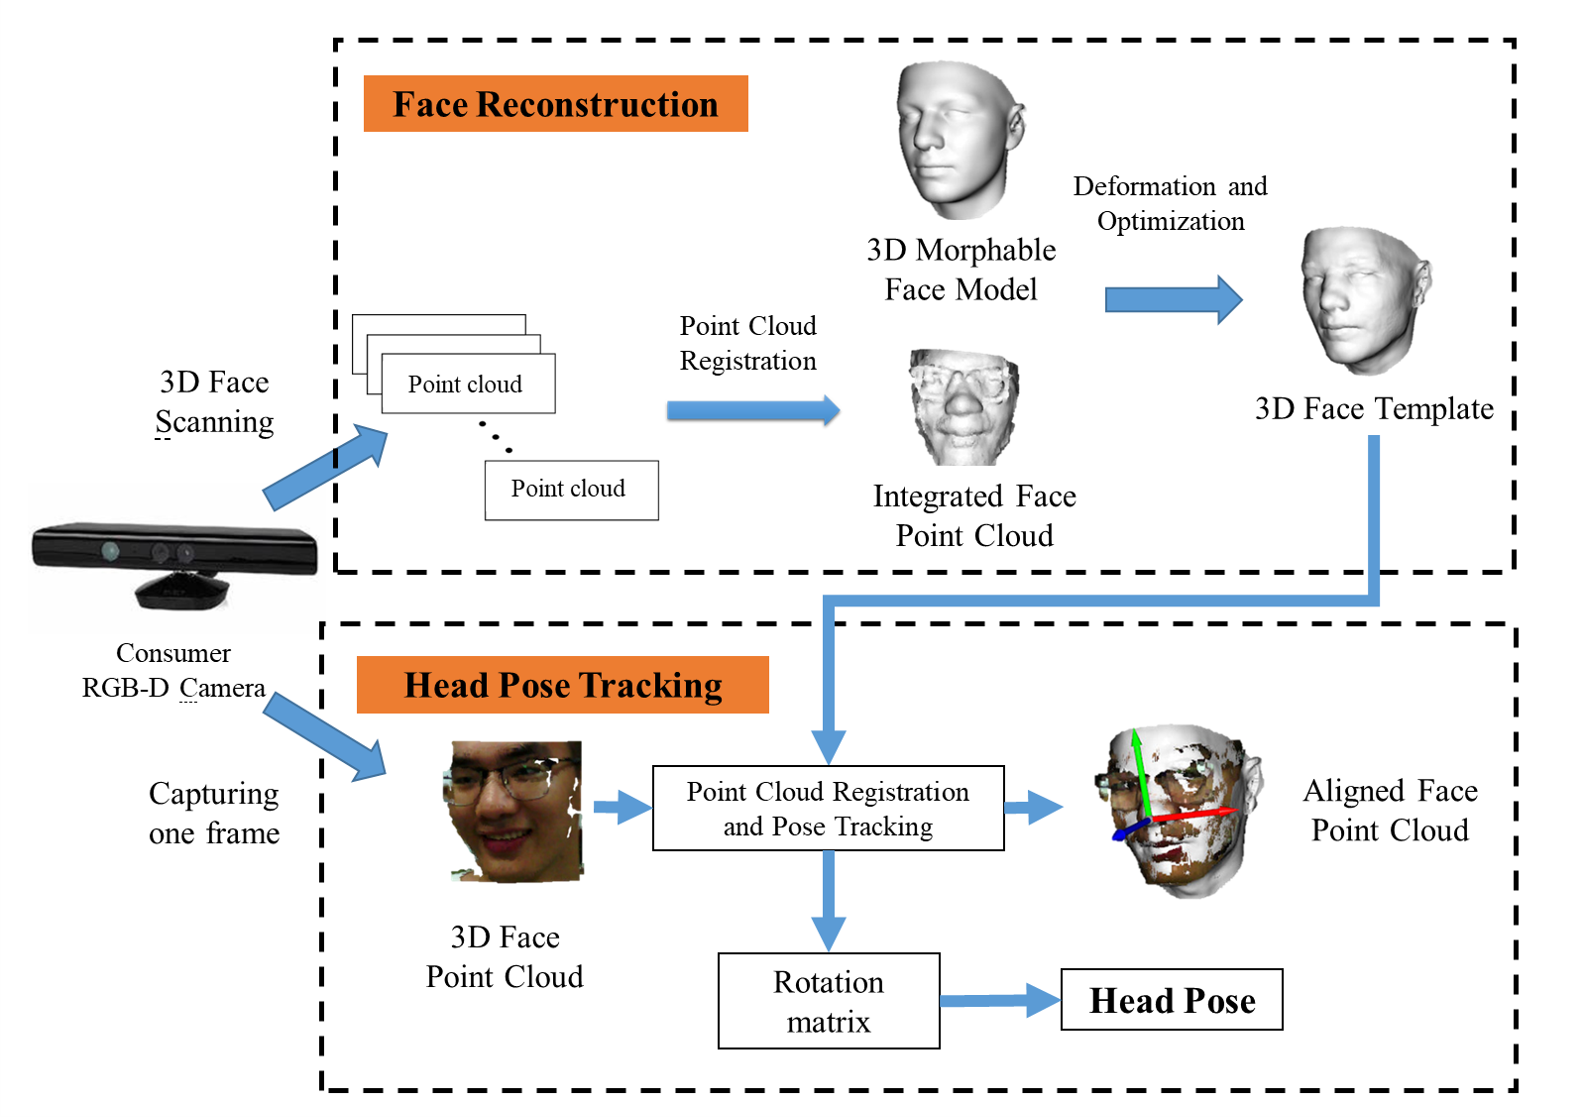 Face Reconstruction
3D Morphable
Face Model
Deformation and
Optimization
3D Face Template
Point Cloud
Registration
Integrated Face
Point Cloud
Point cloud
Point cloud
3D Face
Scanning
Consumer
RGB-D Camera
Capturing
one frame
Head Pose Tracking
3D Face
Point Cloud
Point Cloud Registration
and Pose Tracking
Aligned Face
Point Cloud
Rotation
matrix
Head Pose